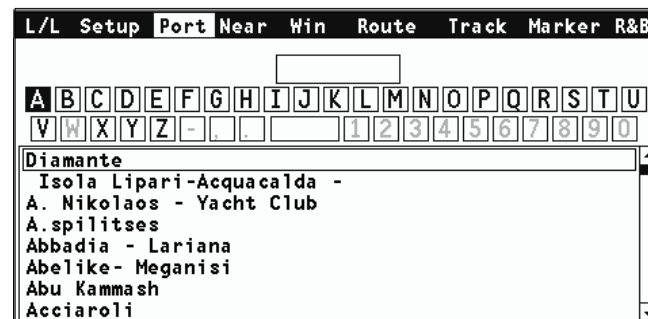 L/L Setup Port Near Win Route Track Marker R&B
A B C D E F G H I J K L M N O P Q R S T U
V W X Y Z - , . 1 2 3 4 5 6 7 8 9 0
Diamante
Isola Lipari-Acquacalda -
A. Nikolaos - Yacht Club
A.spilitses
Abbadia - Lariana
Abelike- Meganisi
Abu Kammash
Acciaroli